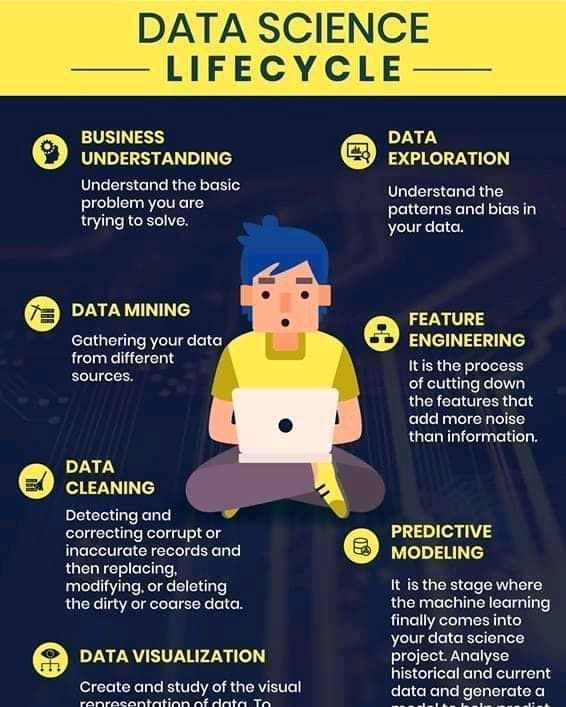 DATA SCIENCE
LIFECYCLE
BUSINESS
UNDERSTANDING
Understand the basic
problem you are
trying to solve.
DATA MINING
Gathering your data
from different
sources.
DATA
CLEANING
Detecting and
correcting corrupt or
inaccurate records and
then replacing,
modifying, or deleting
the dirty or coarse data.
DATA VISUALIZATION
Create and study of the visual
representation of data. To
DATA
EXPLORATION
Understand the
patterns and bias in
your data.
FEATURE
ENGINEERING
It is the process
of cutting down
the features that
add more noise
than information.
PREDICTIVE
MODELING
It is the stage where
the machine learning
finally comes into
your data science
project. Analyse
historical and current
data and generate a
model to help predict